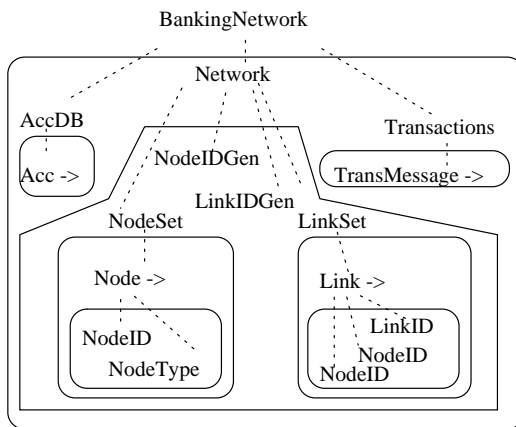 BankingNetwork
Network
AccDB
Transactions
NodeIDGen
Acc ->
TransMessage ->
LinkIDGen
NodeSet
LinkSet
Node ->
Link ->
LinkID
NodeID
NodeID
NodeType
NodeID